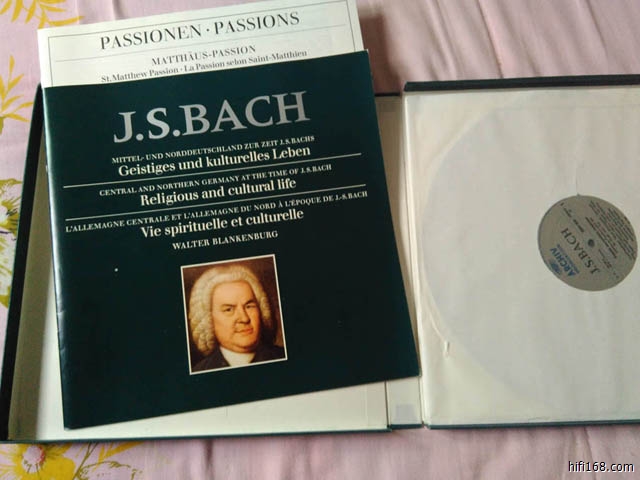 PASSIONEN · PASSIONS
MATTHÄUS-PASSION
St. Matthew Passion · La Passion selon Saint-Matthieu
J.S.BACH
MITTEL- UND NORDDEUTSCHLAND ZUR ZEIT J.S. BACHS
Geistiges und kulturelles Leben
CENTRAL AND NORTHERN GERMANY AT THE TIME OF J.S. BACH
Religious and cultural life
L'ALLEMAGNE CENTRALE ET L'ALLEMAGNE DU NORD À L'ÉPOQUE DE J.-S. BACH
Vie spirituelle et culturelle
WALTER BLANKENBURG
ARCHIV
J.S.BACH
hifi168.com